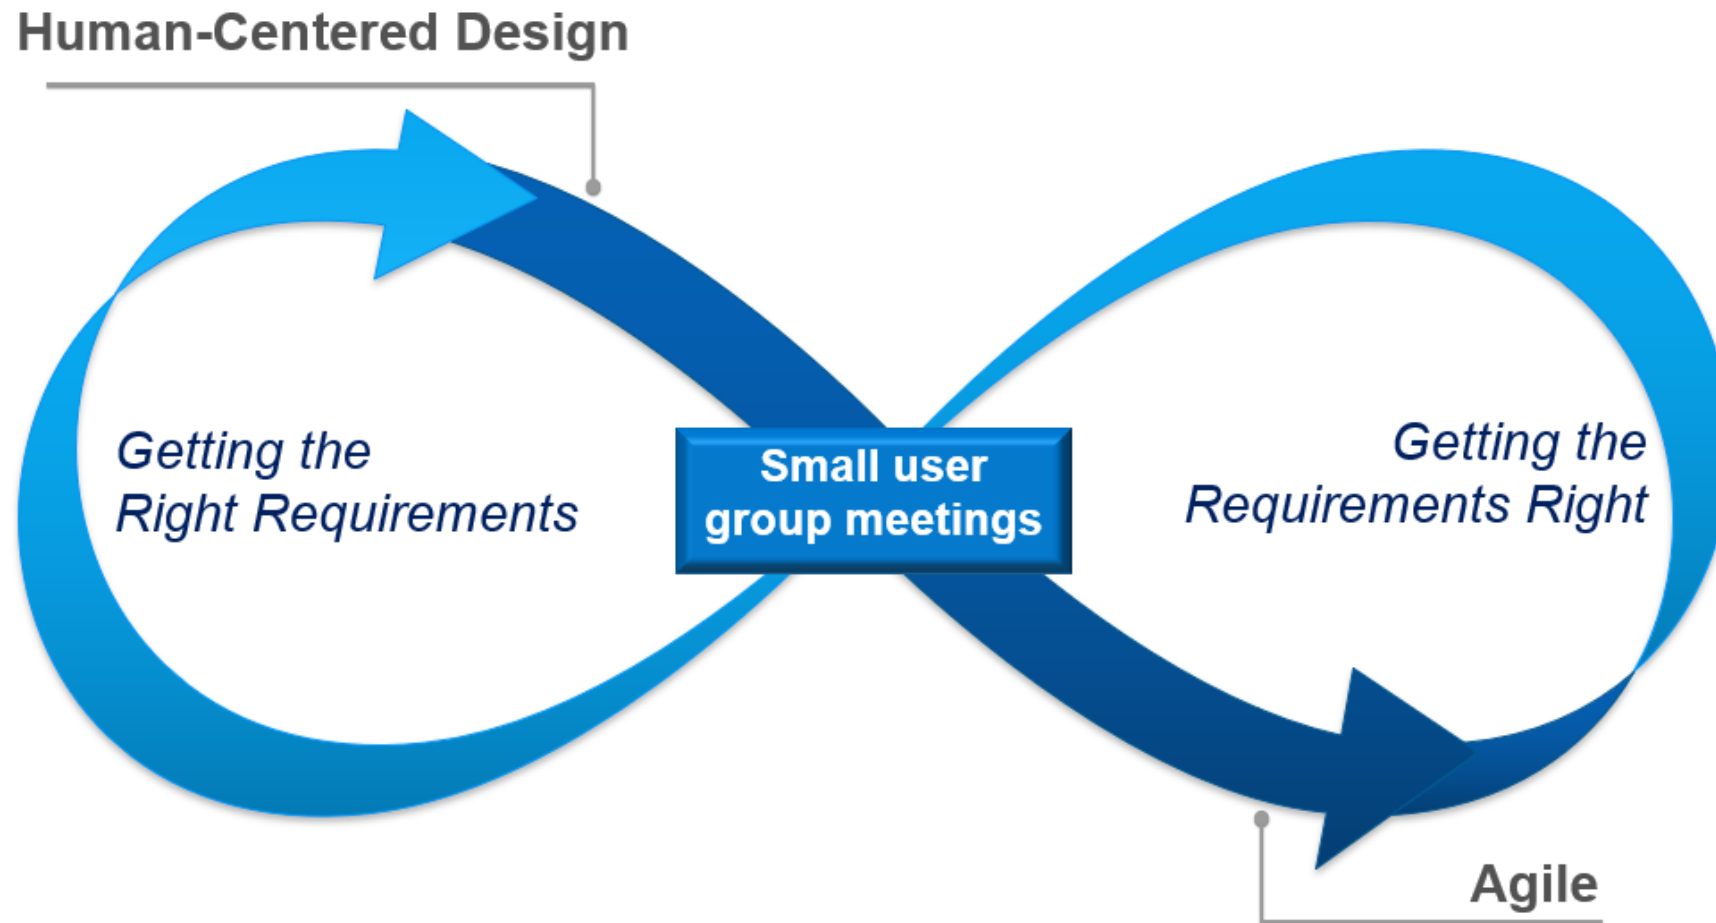 Human-Centered Design
Getting the
Right Requirements
Small user
group meetings
Getting the
Requirements Right
Agile